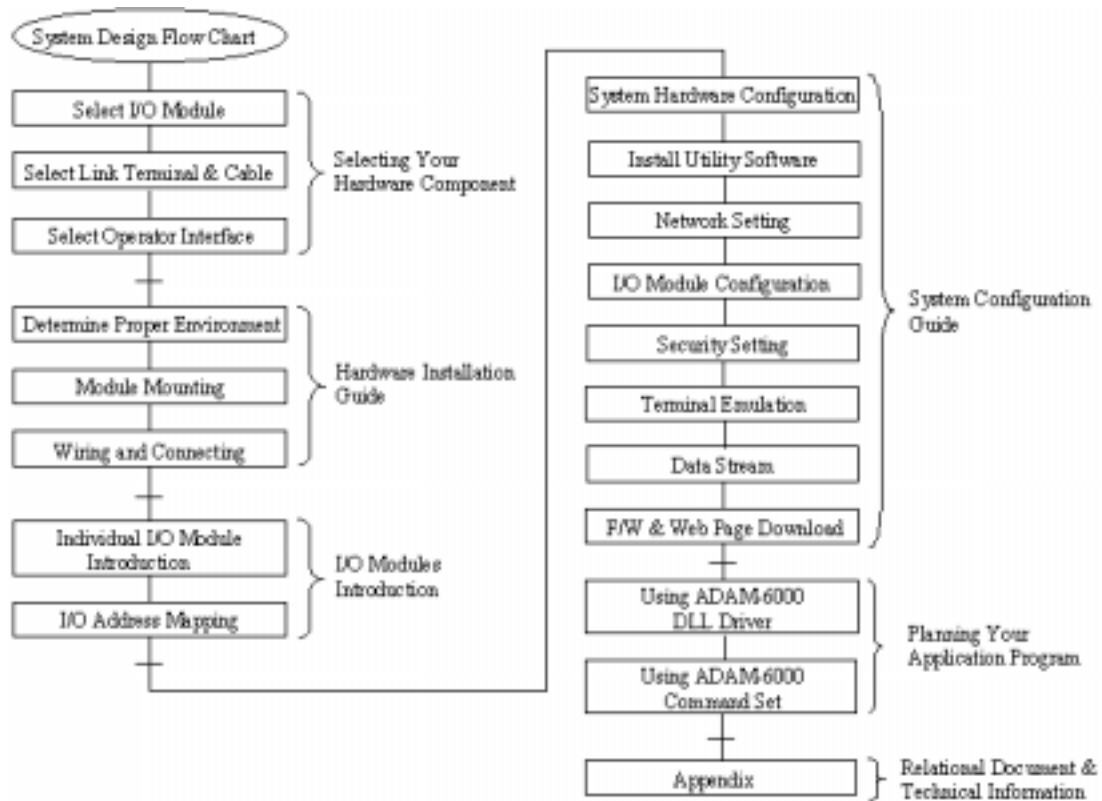 System Design Flow Chart
Select I/O Module
Select Link Terminal & Cable
Select Operator Interface
Selecting Your
Hardware Component
Determine Proper Environment
Module Mounting
Wiring and Connecting
Hardware Installation
Guide
Individual I/O Module
Introduction
I/O Address Mapping
I/O Modules
Introduction
System Hardware Configuration
Install Utility Software
Network Setting
I/O Module Configuration
Security Setting
Terminal Emulation
Data Stream
F/W & Web Page Download
System Configuration
Guide
Using ADAM-6000
DLL Driver
Using ADAM-6000
Command Set
Planning Your
Application Program
Appendix
Relational Document &
Technical Information